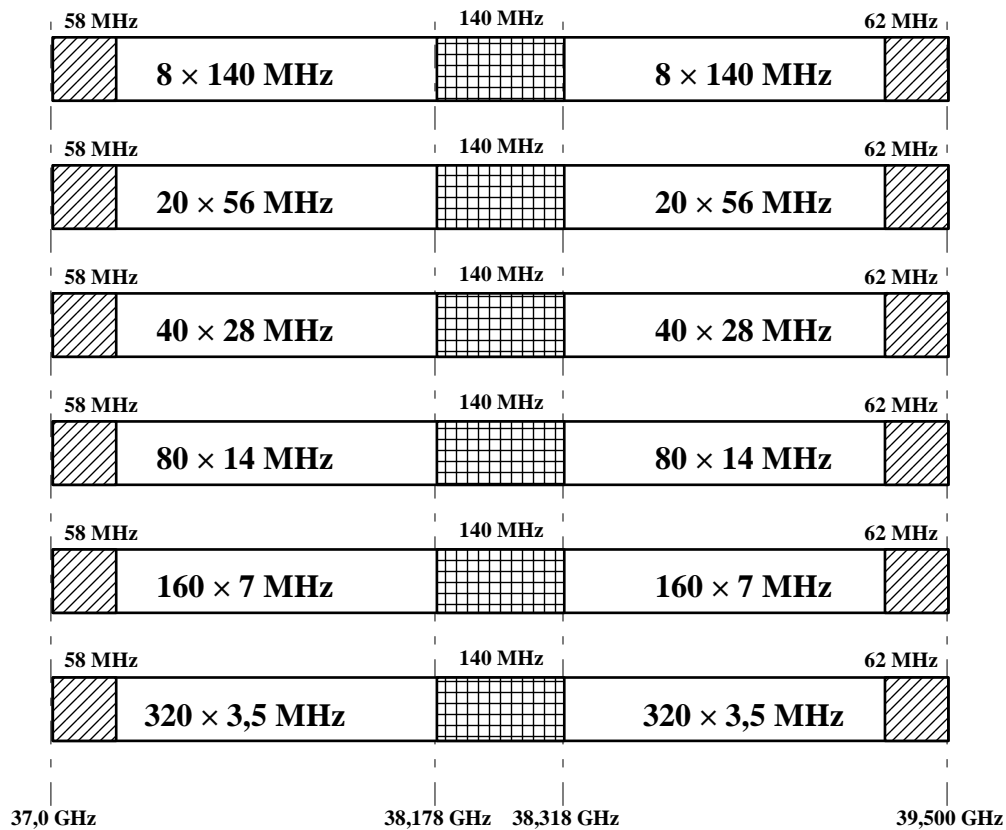 58 MHz 140 MHz 62 MHz
8 × 140 MHz 8 × 140 MHz
58 MHz 140 MHz 62 MHz
20 × 56 MHz 20 × 56 MHz
58 MHz 140 MHz 62 MHz
40 × 28 MHz 40 × 28 MHz
58 MHz 140 MHz 62 MHz
80 × 14 MHz 80 × 14 MHz
58 MHz 140 MHz 62 MHz
160 × 7 MHz 160 × 7 MHz
58 MHz 140 MHz 62 MHz
320 × 3,5 MHz 320 × 3,5 MHz
37,0 GHz 38,178 GHz 38,318 GHz 39,500 GHz